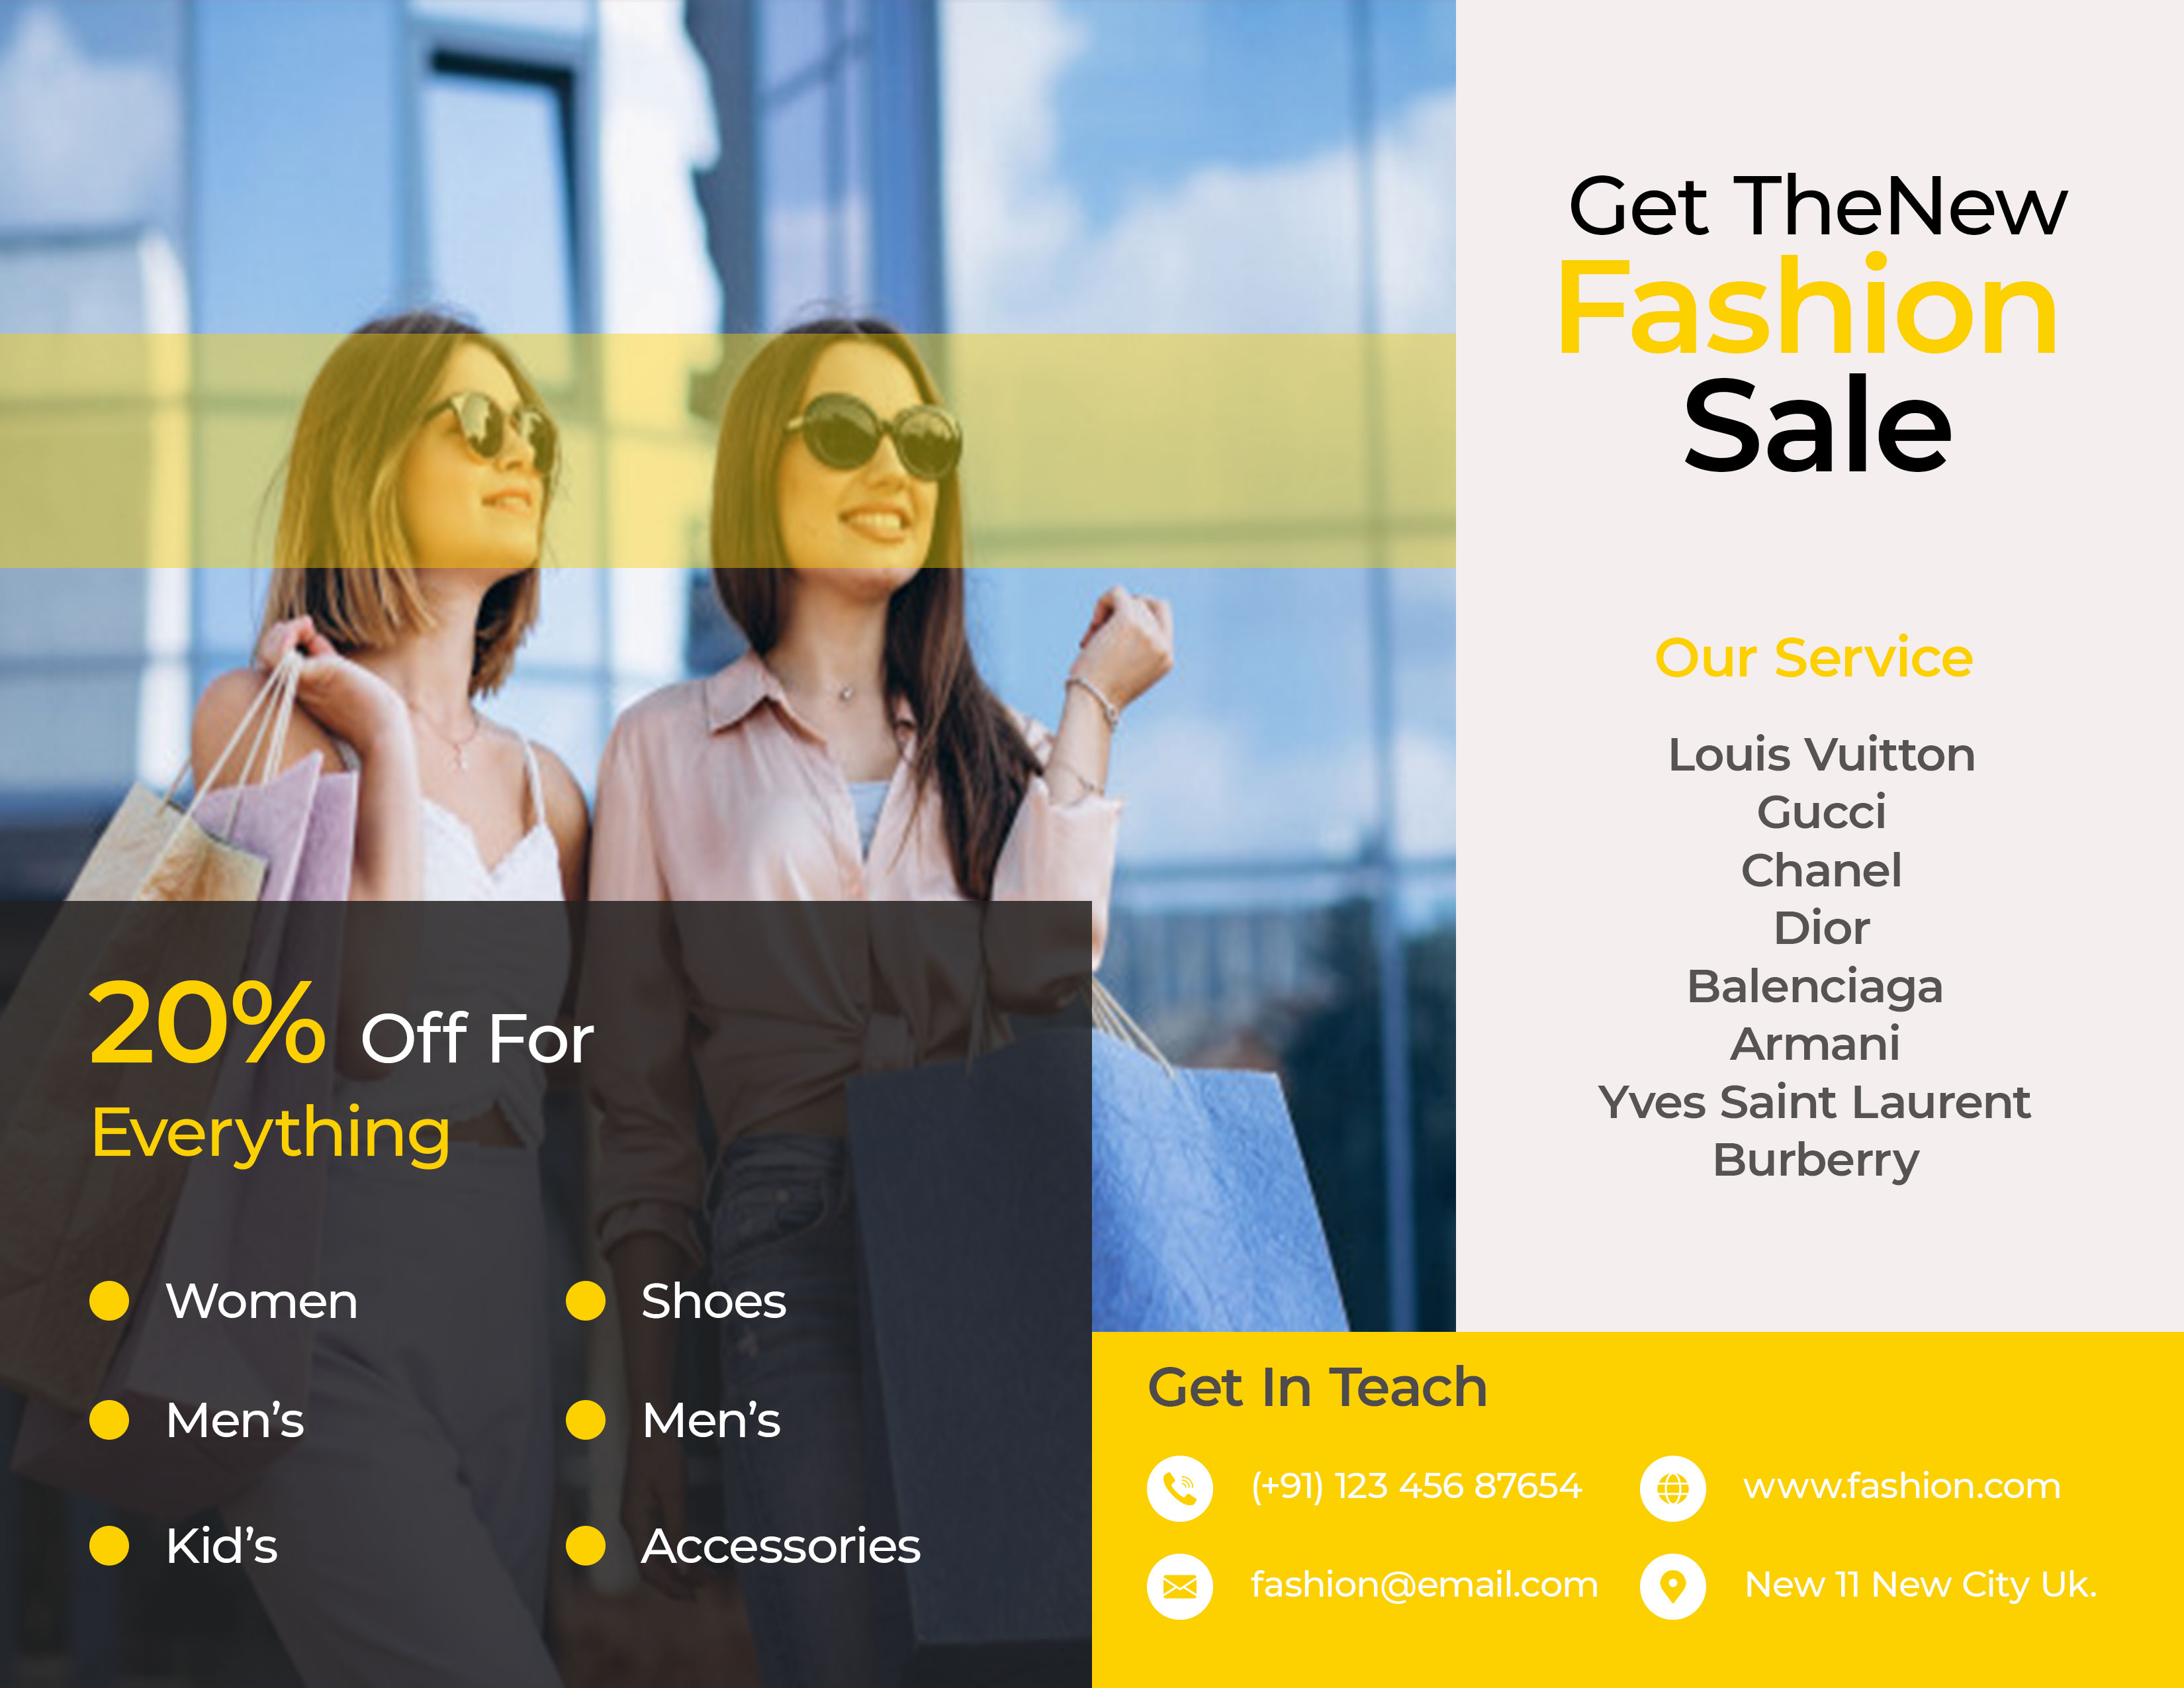 Get TheNew
Fashion
Sale
Our Service
Louis Vuitton
Gucci
Chanel
Dior
Balenciaga
Armani
Yves Saint Laurent
Burberry
20% Off For
Everything
Women
Men's
Kid's
Shoes
Men's
Accessories
Get In Teach
(+91) 123 456 87654
fashion@email.com
www.fashion.com
New 11 New City Uk.